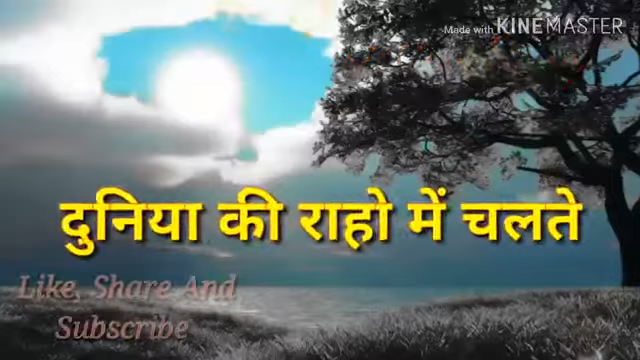 Made with KINEMASTER
दुनिया की राहो में चलते
Like, Share And
Subscribe